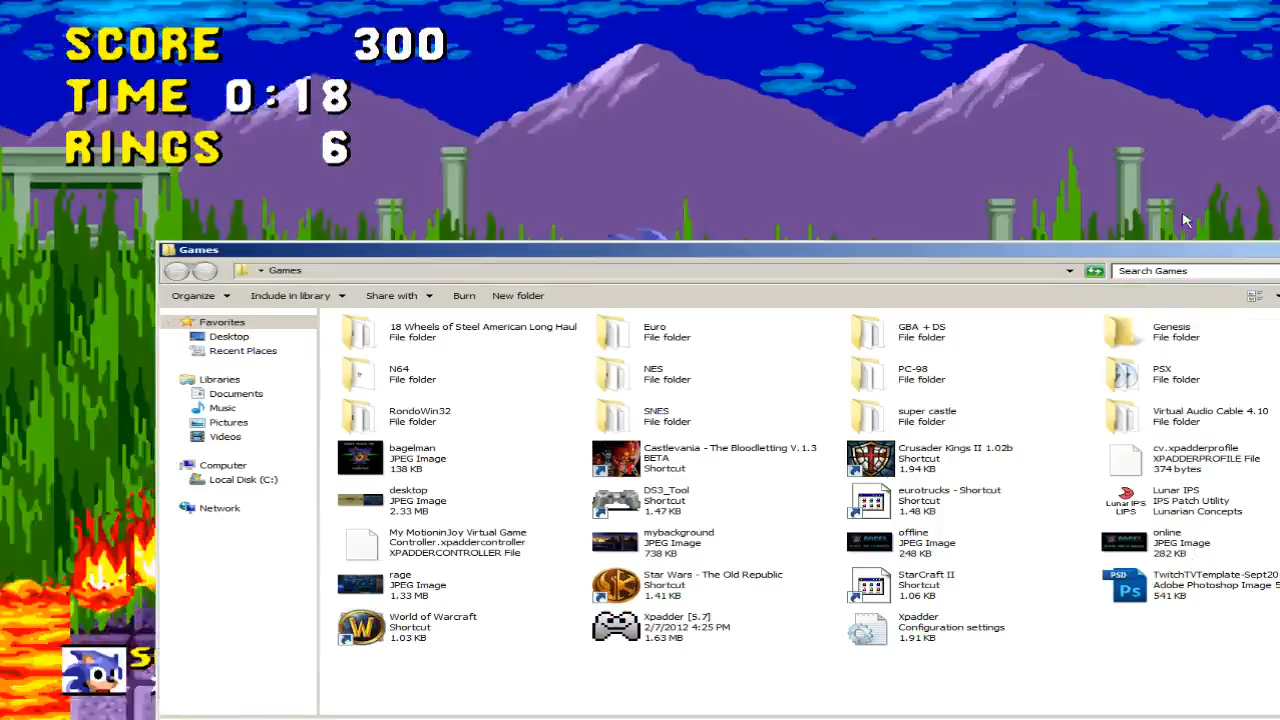 SCORE 300
TIME 0:18
RINGS 6
Games
Games
Search Games
Organize Include in library Share with Burn New folder
Favorites
Desktop
Recent Places
Libraries
Documents
Music
Pictures
Videos
Computer
Local Disk (C:)
Network
18 Wheels of Steel American Long Haul
File folder
Euro
File folder
GBA + DS
File folder
Genesis
File folder
N64
File folder
NES
File folder
PC-98
File folder
PSX
File folder
RondoWin32
File folder
SNES
File folder
super castle
File folder
Virtual Audio Cable 4.10
File folder
bagelman
JPEG Image
138 KB
Castlevania - The Bloodletting V.1.3
BETA
Shortcut
Crusader Kings II 1.02b
Shortcut
1.94 KB
cv.xpadderprofile
XPADDERPROFILE File
374 bytes
desktop
JPEG Image
2.33 MB
DS3_Tool
Shortcut
1.47 KB
eurotrucks - Shortcut
Shortcut
1.48 KB
Lunar IPS
LIPS
Lunar IPS
IPS Patch Utility
Lunarian Concepts
My MotioninJoy Virtual Game
Controller.xpaddercontroller
XPADDERCONTROLLER File
mybackground
JPEG Image
738 KB
offline
JPEG Image
248 KB
online
JPEG Image
282 KB
rage
JPEG Image
1.33 MB
Star Wars - The Old Republic
Shortcut
1.41 KB
StarCraft II
Shortcut
1.06 KB
PSD
Ps
TwitchTVTemplate-Sept20
Adobe Photoshop Image
541 KB
World of Warcraft
Shortcut
1.03 KB
Xpadder [5.7]
2/7/2012 4:25 PM
1.63 MB
Xpadder
Configuration settings
1.91 KB
S